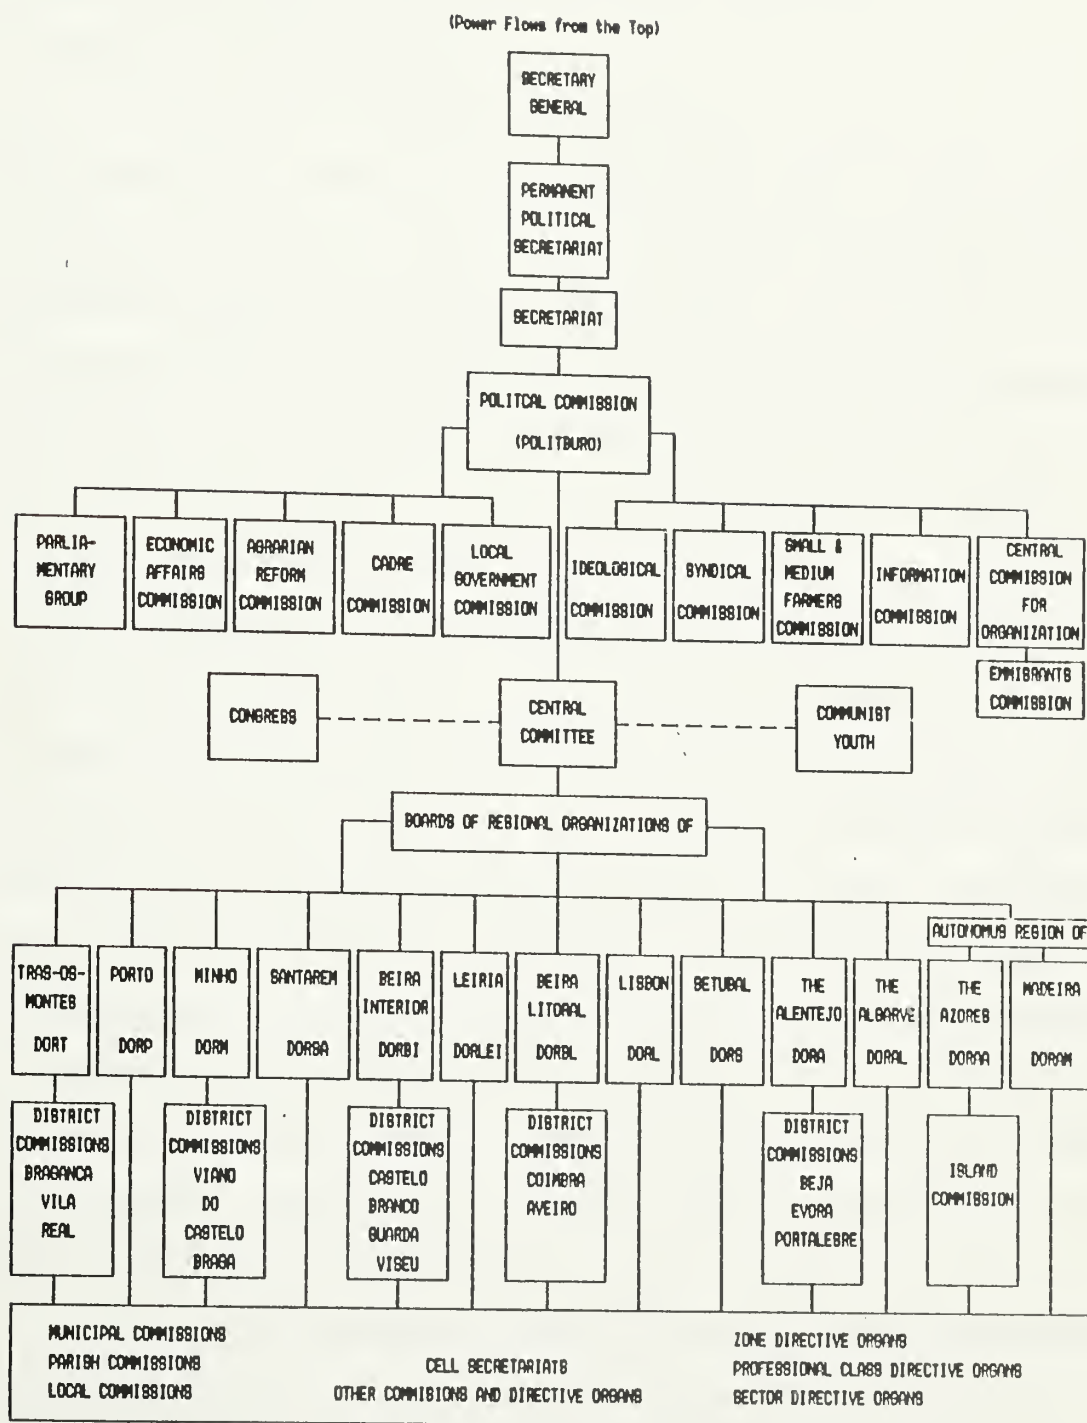 (Power Flows from the Top)
SECRETARY
GENERAL
PERMANENT
POLITICAL
SECRETARIAT
SECRETARIAT
POLITCAL COMMISSION
(POLITBURO)
PARLIA-
MENTARY
GROUP
ECONOMIC
AFFAIRS
COMMISSION
AGRARIAN
REFORM
COMMISSION
CADRE
COMMISSION
LOCAL
GOVERNMENT
COMMISSION
IDEOLOGICAL
COMMISSION
SYNDICAL
COMMISSION
SMALL &
MEDIUM
FARMERS
COMMISSION
INFORMATION
COMMISSION
CENTRAL
COMMISSION
FOR
ORGANIZATION
EMMIGRANTS
COMMISSION
CONGRESS
CENTRAL
COMMITTEE
COMMUNIST
YOUTH
BOARDS OF REGIONAL ORGANIZATIONS OF
AUTONOMUS REGION OF
TRAS-OS-
MONTES
DORT
PORTO
DORP
MINHO
DORM
SANTAREM
DORSA
BEIRA
INTERIOR
DORBI
LEIRIA
DORLEI
BEIRA
LITORAL
DORBL
LISBON
DOAL
SETUBAL
DORS
THE
ALENTEJO
DORA
THE
ALGARVE
DORAL
THE
AZORES
DORAA
MADEIRA
DORAM
DISTRICT
COMMISSIONS
BRAGANCA
VILA
REAL
DISTRICT
COMMISSIONS
VIANO
DO
CASTELO
BRAGA
DISTRICT
COMMISSIONS
CASTELO
BRANCO
GUARDA
VISEU
DISTRICT
COMMISSIONS
COIMBRA
AVEIRO
DISTRICT
COMMISSIONS
BEJA
EVORA
PORTALEGRE
ISLAND
COMMISSION
MUNICIPAL COMMISSIONS
PARISH COMMISSIONS
LOCAL COMMISSIONS
CELL SECRETARIATS
OTHER COMMISIONS AND DIRECTIVE ORGANS
ZONE DIRECTIVE ORGANS
PROFESSIONAL CLASS DIRECTIVE ORGANS
SECTOR DIRECTIVE ORGANS